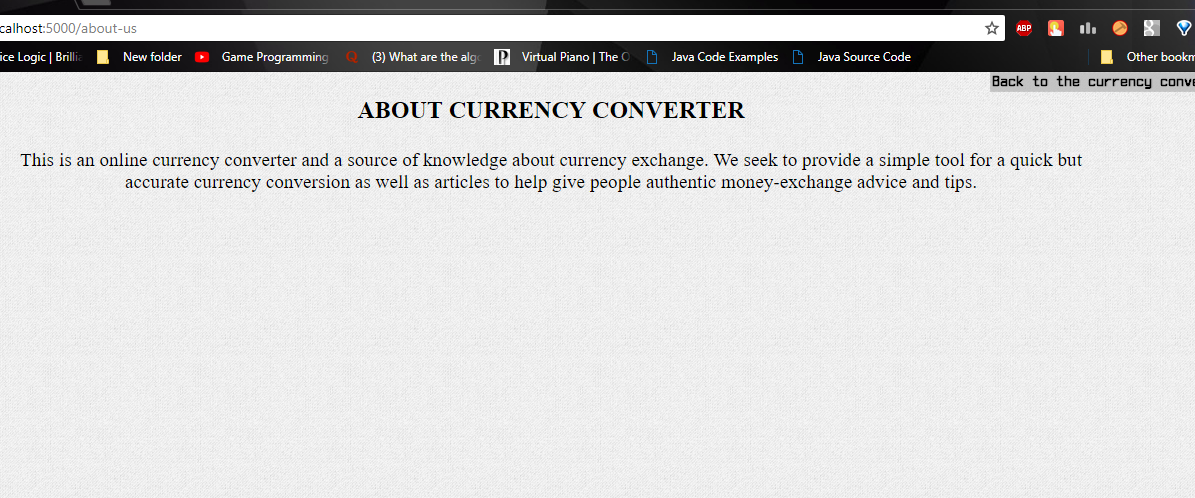 calhost:5000/about-us
ABP
ice Logic | Brillia New folder Game Programming (3) What are the algo Virtual Piano | The O Java Code Examples Java Source Code Other bookm
Back to the currency conve
ABOUT CURRENCY CONVERTER
This is an online currency converter and a source of knowledge about currency exchange. We seek to provide a simple tool for a quick but
accurate currency conversion as well as articles to help give people authentic money-exchange advice and tips.